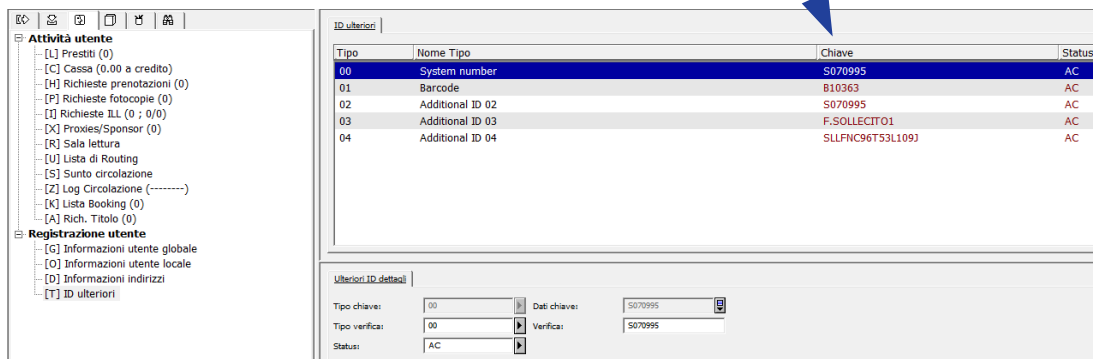 Attività utente
[L] Prestiti (0)
[C] Cassa (0.00 a credito)
[H] Richieste prenotazioni (0)
[P] Richieste fotocopie (0)
[I] Richieste ILL (0 ; 0/0)
[X] Proxies/Sponsor (0)
[R] Sala lettura
[U] Lista di Routing
[S] Sunto circolazione
[Z] Log Circolazione (--------)
[K] Lista Booking (0)
[A] Rich. Titolo (0)
Registrazione utente
[G] Informazioni utente globale
[O] Informazioni utente locale
[D] Informazioni indirizzi
[T] ID ulteriori
ID ulteriori
Tipo Nome Tipo Chiave Status
00 System number S070995 AC
01 Barcode B10363 AC
02 Additional ID 02 S070995 AC
03 Additional ID 03 F.SOLLECITO1 AC
04 Additional ID 04 SLLFNC96T53L109J AC
Ulteriori ID dettagli
Tipo chiave: 00 Dati chiave: S070995
Tipo verifica: 00 Verifica: S070995
Status: AC